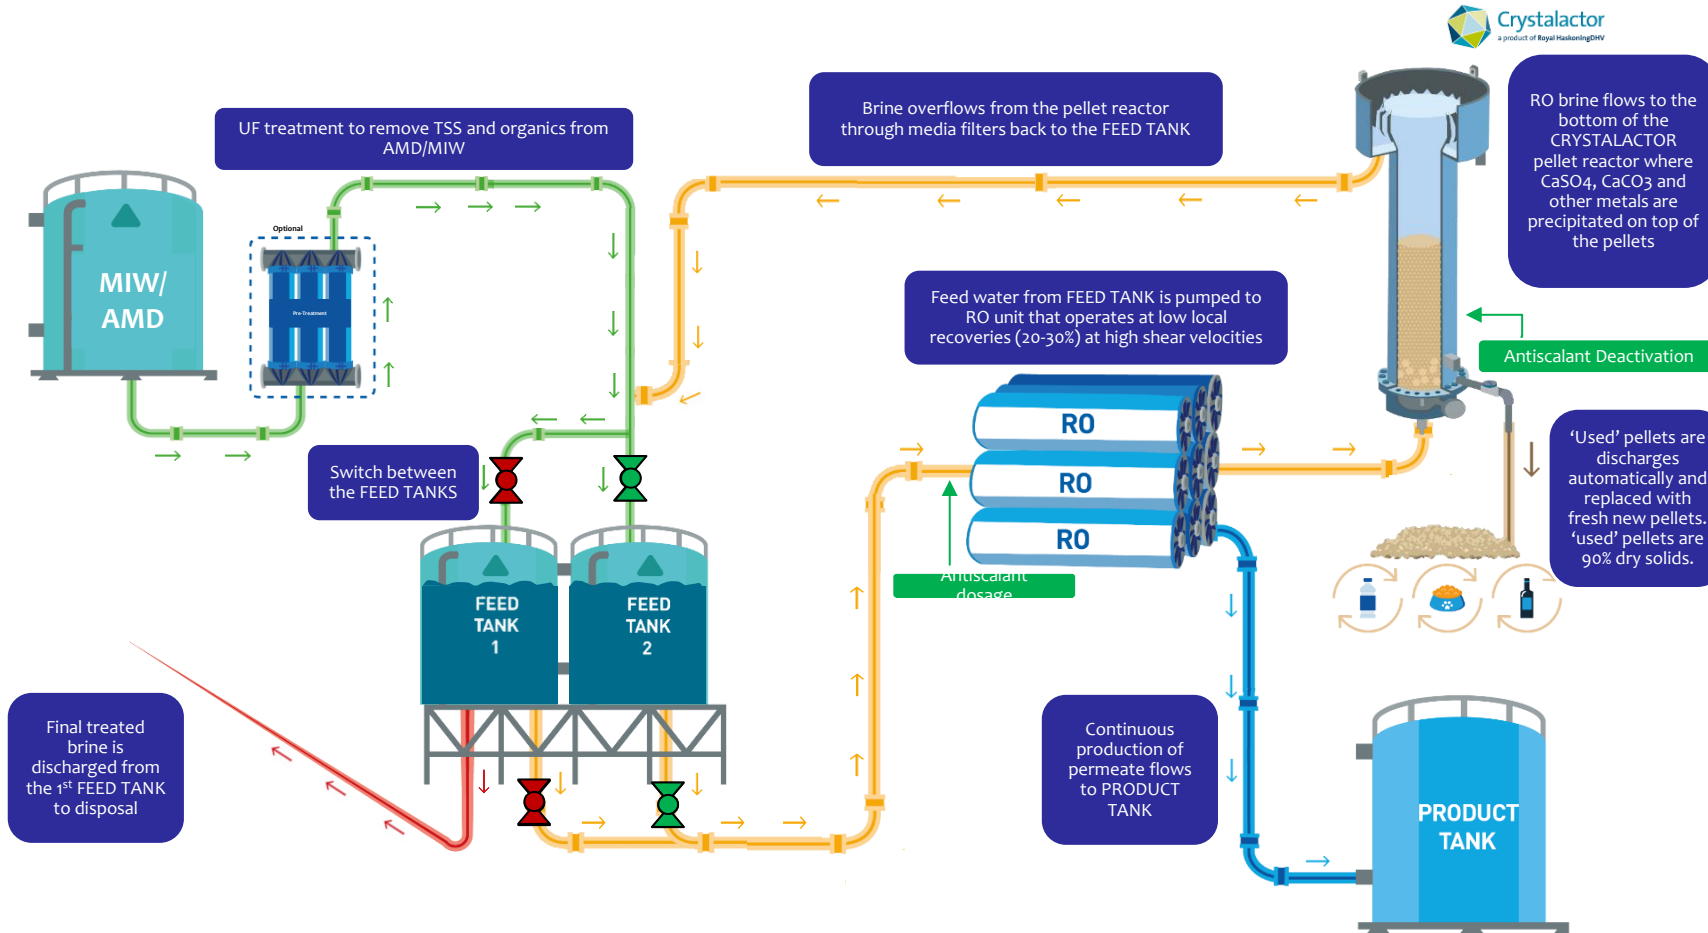 Crystalactor
a product of Royal HaskoningDHV
UF treatment to remove TSS and organics from
AMD/MIW
Brine overflows from the pellet reactor
through media filters back to the FEED TANK
RO brine flows to the
bottom of the
CRYSTALACTOR
pellet reactor where
CaSO4, CaCO3 and
other metals are
precipitated on top of
the pellets
MIW/
AMD
Optional
Pre-Treatment
Feed water from FEED TANK is pumped to
RO unit that operates at low local
recoveries (20-30%) at high shear velocities
Antiscalant Deactivation
Switch between
the FEED TANKS
RO
RO
RO
'Used' pellets are
discharges
automatically and
replaced with
fresh new pellets.
'used' pellets are
90% dry solids.
Antiscalant
dosage
FEED
TANK
1
FEED
TANK
2
Final treated
brine is
discharged from
the 1st FEED TANK
to disposal
Continuous
production of
permeate flows
to PRODUCT
TANK
PRODUCT
TANK